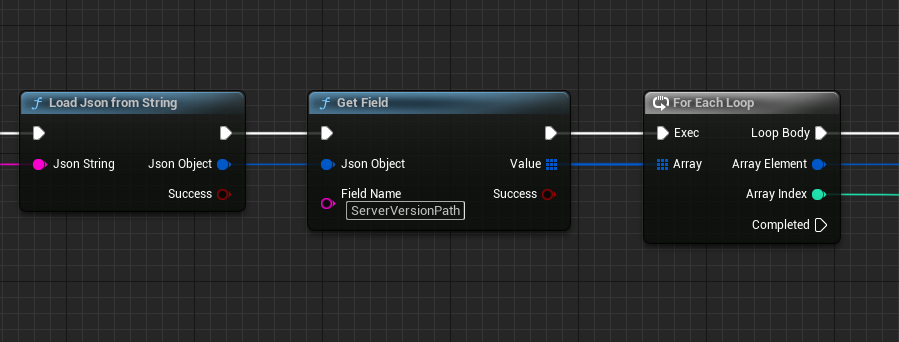 Load Json from String
Json String
Json Object
Success
Get Field
Json Object
Value
Field Name
Success
ServerVersionPath
For Each Loop
Exec
Loop Body
Array
Array Element
Array Index
Completed